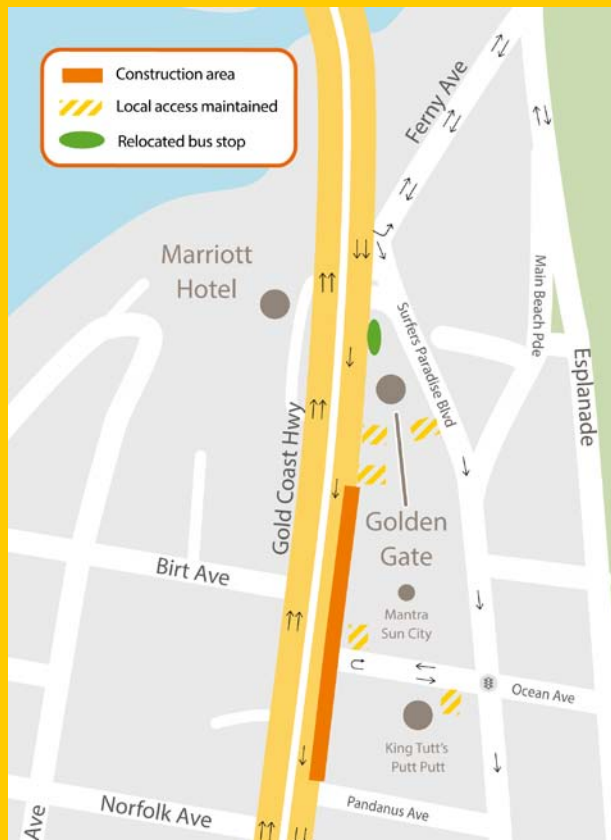 Construction area
Local access maintained
Relocated bus stop
Ferny Ave
Marriott
Hotel
Main Beach Pde
Surfers Paradise Blvd
Esplanade
Gold Coast Hwy
Golden
Gate
Birt Ave
Mantra
Sun City
Ocean Ave
King Tutt's
Putt Putt
Pandanus Ave
Norfolk Ave
Ave